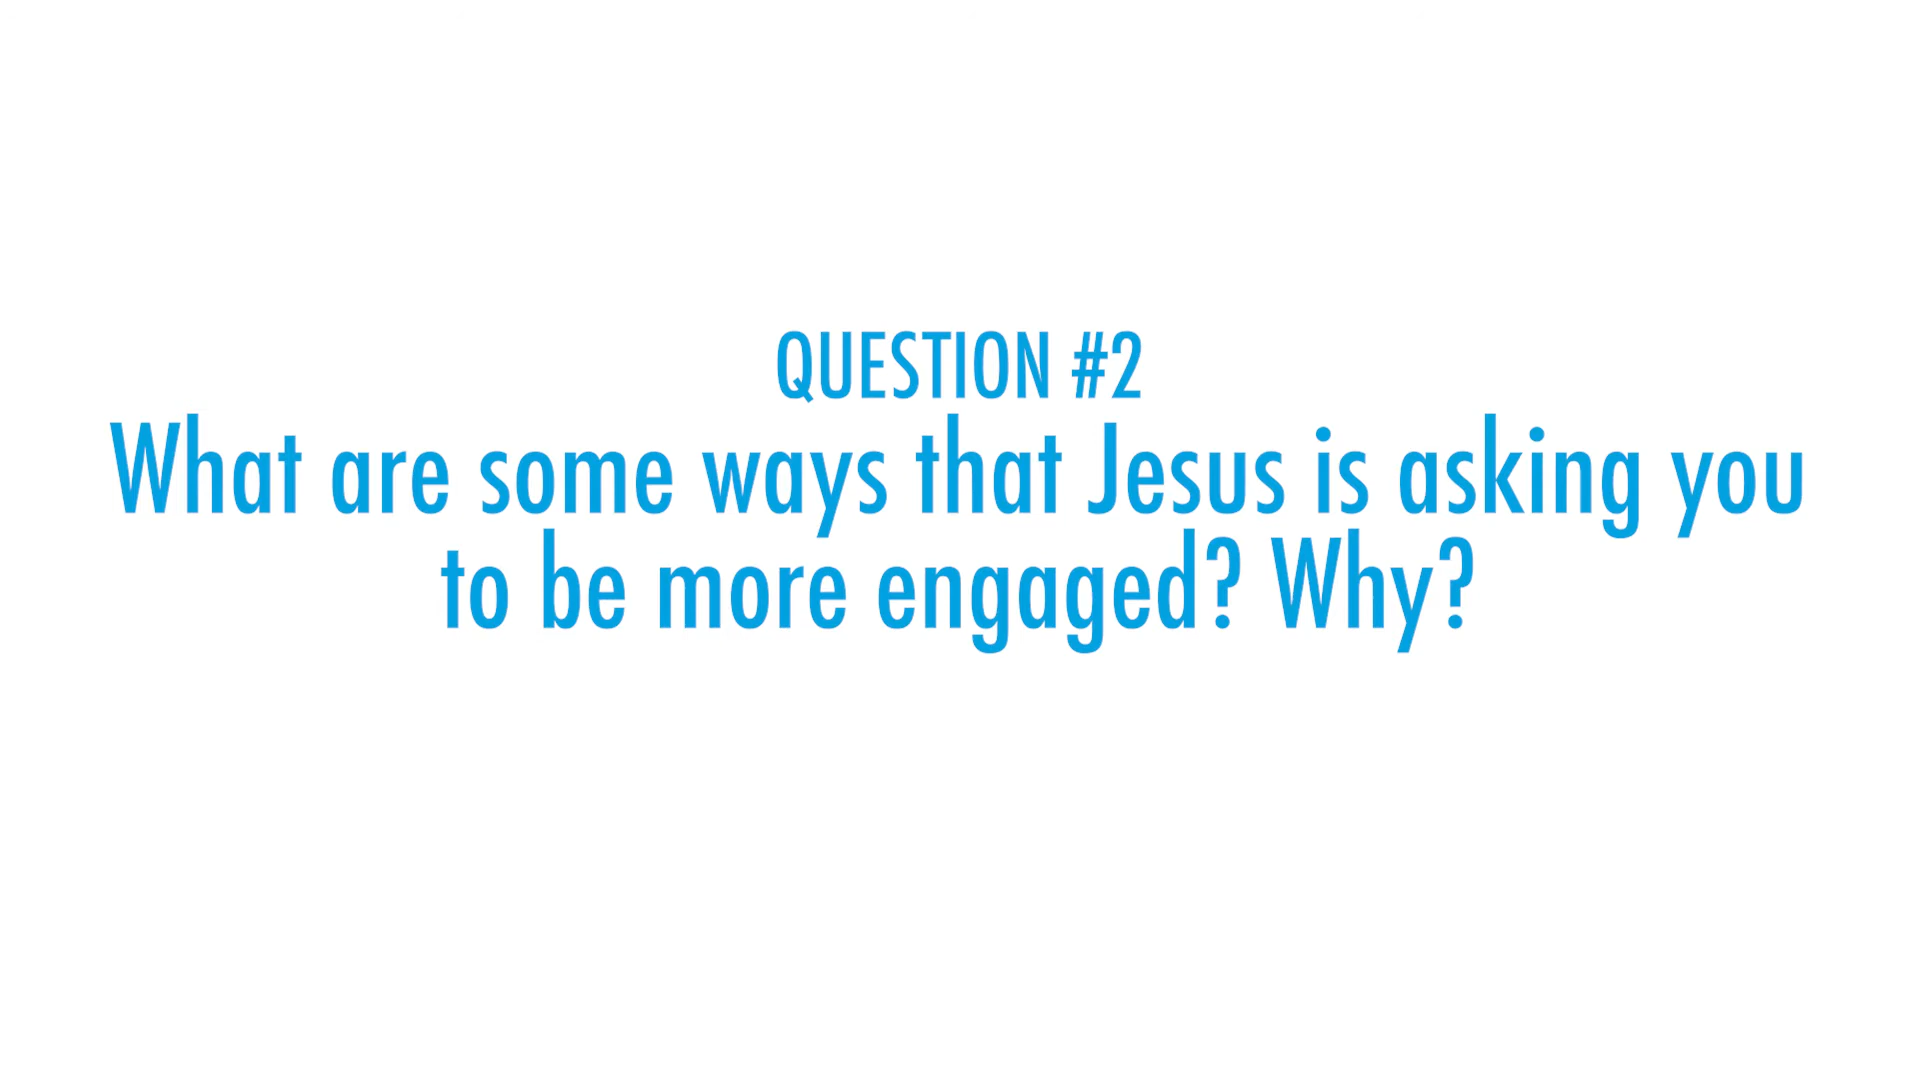 QUESTION #2
What are some ways that Jesus is asking you
to be more engaged? Why?